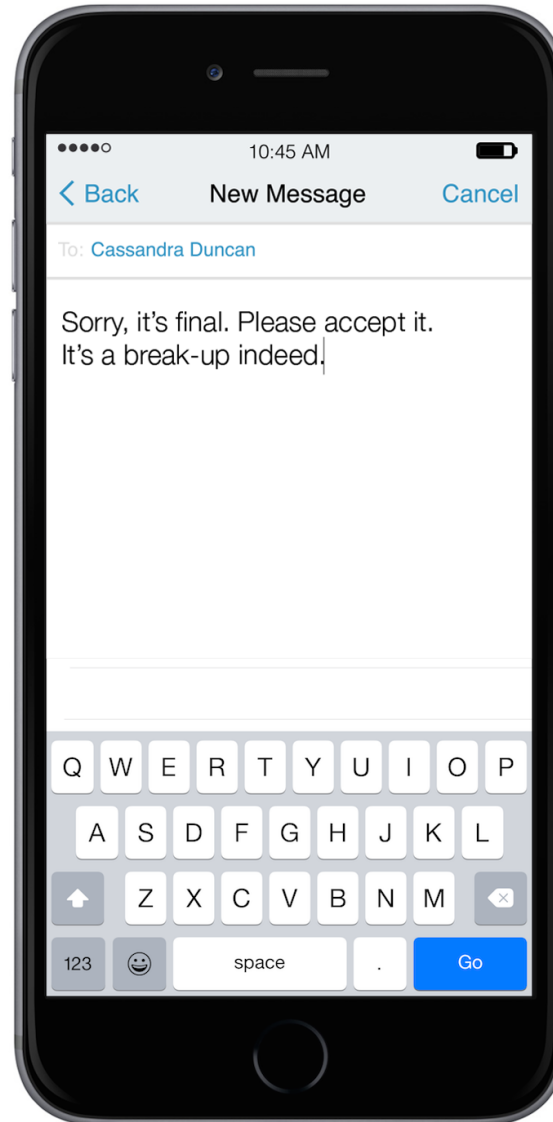 10:45 AM
Back New Message Cancel
To: Cassandra Duncan
Sorry, it's final. Please accept it.
It's a break-up indeed.
Q W E R T Y U I O P
A S D F G H J K L
Z X C V B N M
123 space . Go